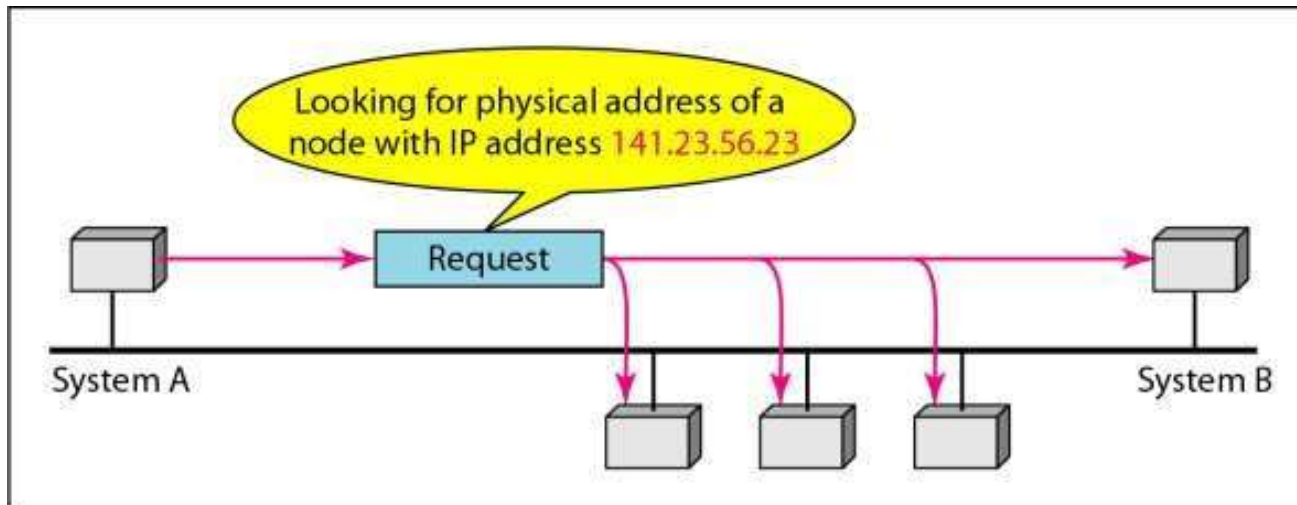 Looking for physical address of a
node with IP address 141.23.56.23
Request
System A
System B